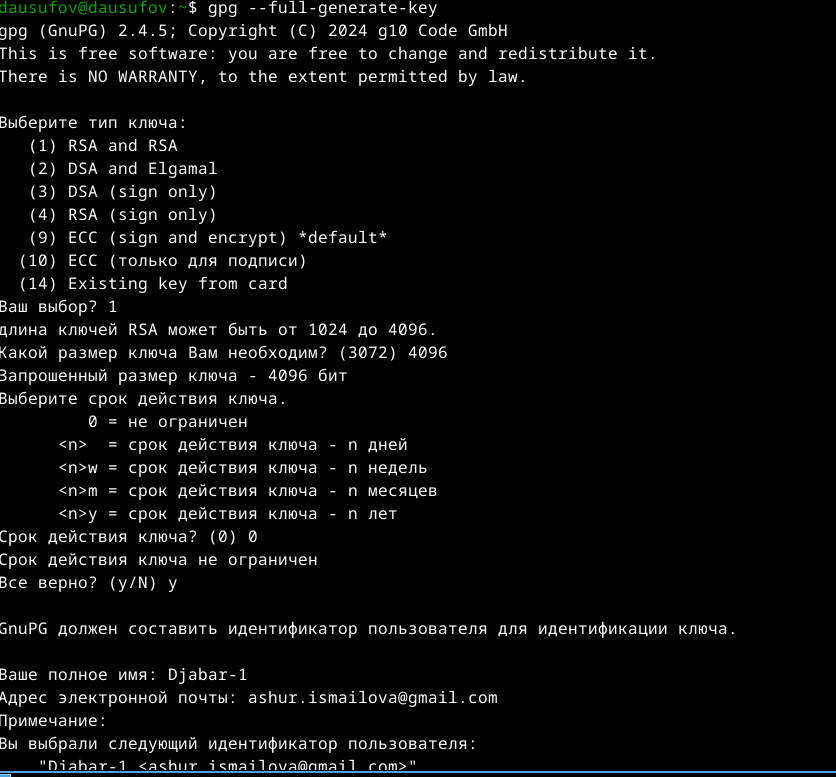 dausufov@dausufov:~$ gpg --full-generate-key
gpg (GnuPG) 2.4.5; Copyright (C) 2024 g10 Code GmbH
This is free software: you are free to change and redistribute it.
There is NO WARRANTY, to the extent permitted by law.
Выберите тип ключа:
(1) RSA and RSA
(2) DSA and Elgamal
(3) DSA (sign only)
(4) RSA (sign only)
(9) ECC (sign and encrypt) *default*
(10) ECC (только для подписи)
(14) Existing key from card
Ваш выбор? 1
длина ключей RSA может быть от 1024 до 4096.
Какой размер ключа Вам необходим? (3072) 4096
Запрошенный размер ключа - 4096 бит
Выберите срок действия ключа.
0 = не ограничен
<n>  = срок действия ключа - n дней
<n>w = срок действия ключа - n недель
<n>m = срок действия ключа - n месяцев
<n>y = срок действия ключа - n лет
Срок действия ключа? (0) 0
Срок действия ключа не ограничен
Все верно? (y/N) y
GnuPG должен составить идентификатор пользователя для идентификации ключа.
Ваше полное имя: Djabar-1
Адрес электронной почты: ashur.ismailova@gmail.com
Примечание:
Вы выбрали следующий идентификатор пользователя:
"Djabar-1 <ashur.ismailova@gmail.com>"